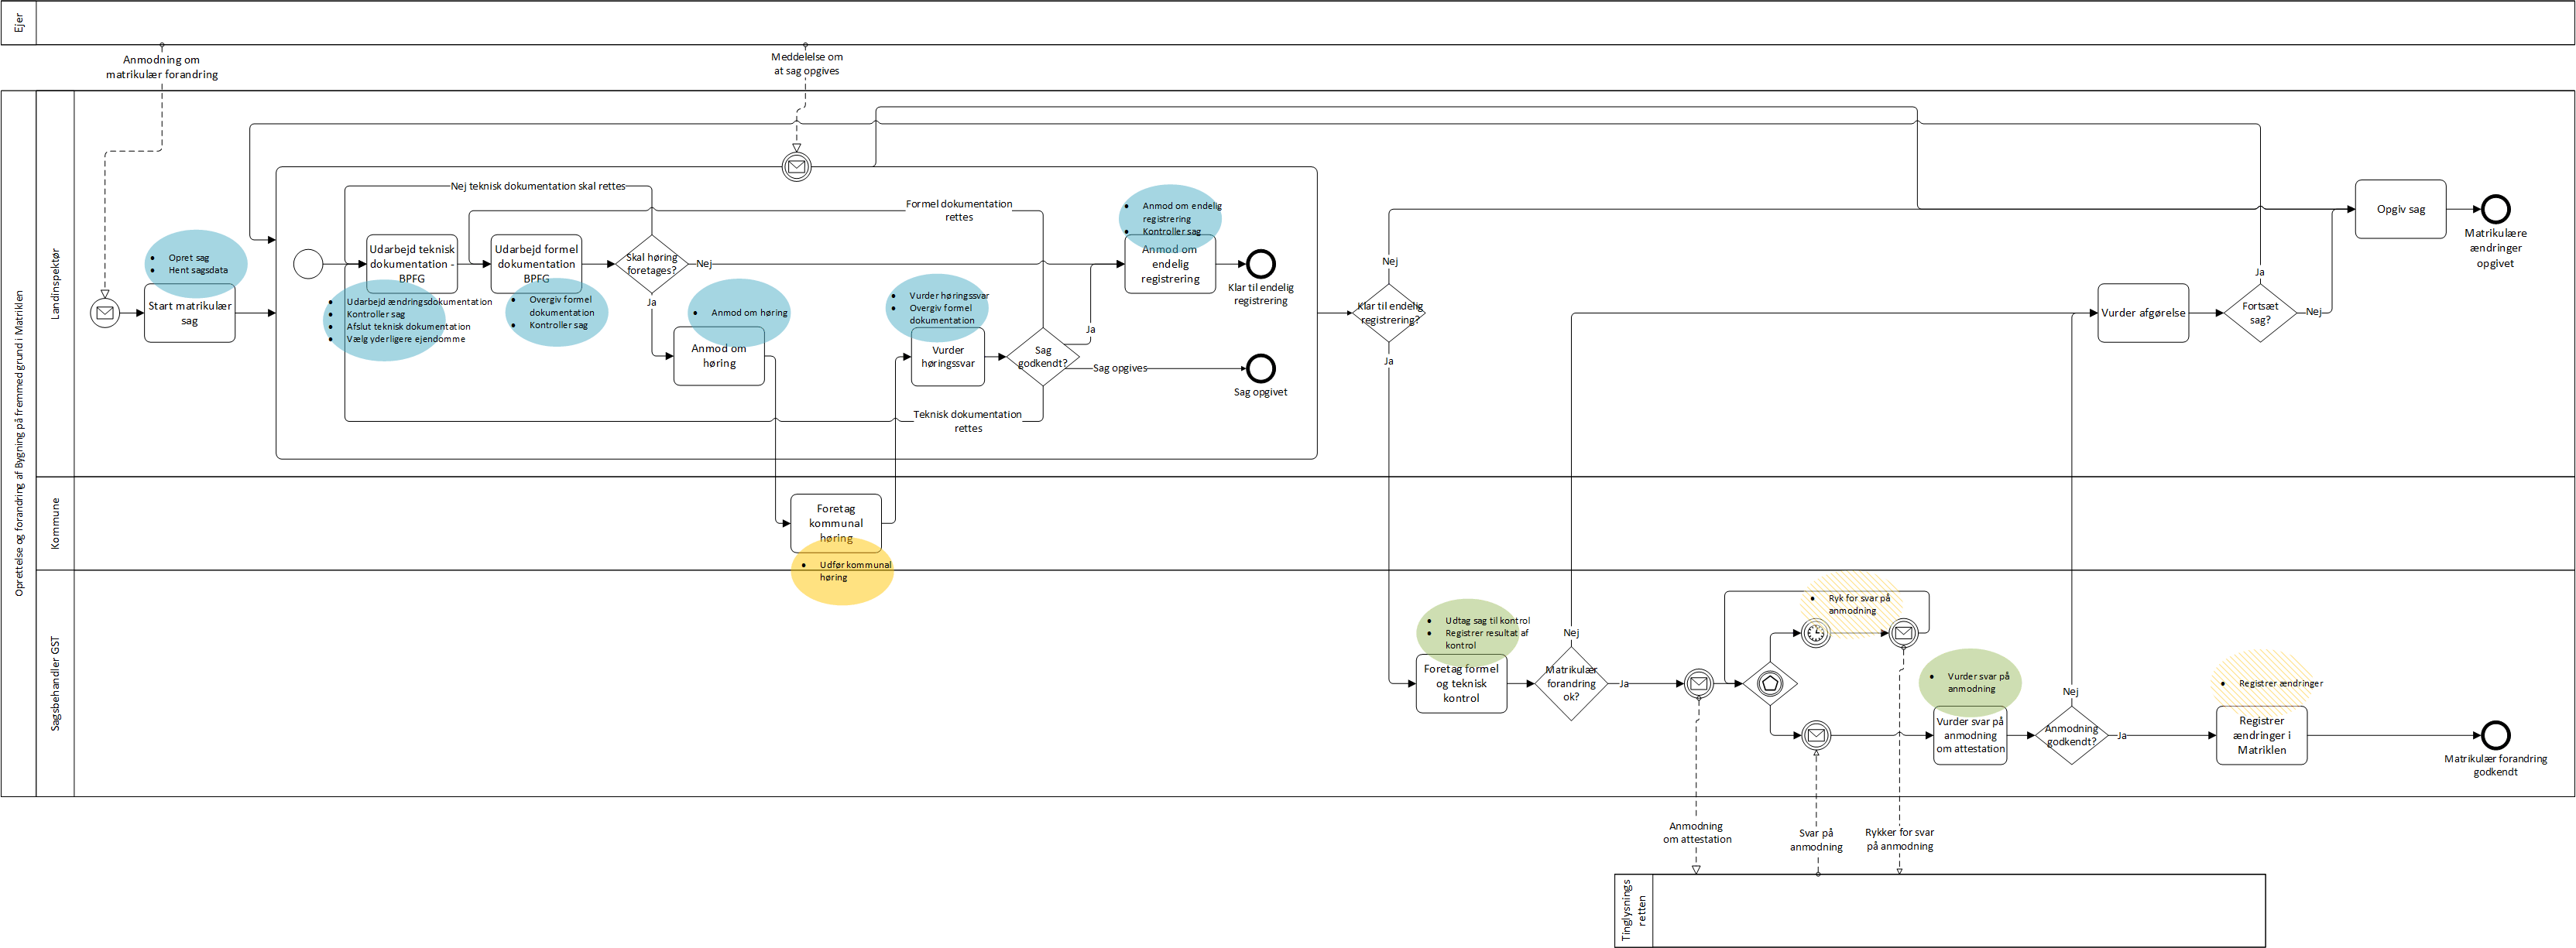 Ejer
Anmodning om
matrikulær forandring
Meddelelse om
at sag opgives
Oprettelse og forandring af Bygning på fremmed grund i Matriklen
Landinspektør
Opret sag
Hent sagsdata
Start matrikulær
sag
Nej teknisk dokumentation skal rettes
Udarbejd teknisk
dokumentation -
BPFG
Udarbejd ændringsdokumentation
Kontroller sag
Afslut teknisk dokumentation
Vælg yderligere ejendomme
Udarbejd formel
dokumentation
BPFG
Overgiv formel
dokumentation
Kontroller sag
Skal høring
foretages?
Nej
Ja
Anmod om høring
Anmod om
høring
Formel dokumentation
rettes
Vurder høringssvar
Overgiv formel
dokumentation
Vurder
høringssvar
Sag
godkendt?
Ja
Sag opgives
Teknisk dokumentation
rettes
Anmod om endelig
registrering
Kontroller sag
Anmod om
endelig
registrering
Klar til endelig
registrering
Sag opgivet
Nej
Klar til endelig
registrering?
Ja
Vurder afgørelse
Ja
Fortsæt
sag?
Nej
Opgiv sag
Matrikulære
ændringer
opgivet
Kommune
Foretag
kommunal
høring
Udfør kommunal
høring
Sagsbehandler GST
Udtag sag til kontrol
Registrer resultat af
kontrol
Foretag formel
og teknisk
kontrol
Nej
Matrikulær
forandring
ok?
Ja
Ryk for svar på
anmodning
Vurder svar på
anmodning
Vurder svar på
anmodning
om attestation
Nej
Anmodning
godkendt?
Ja
Registrer ændringer
Registrer
ændringer i
Matriklen
Matrikulær forandring
godkendt
Anmodning
om attestation
Svar på
anmodning
Rykker for svar
på anmodning
Tinglysnings
retten